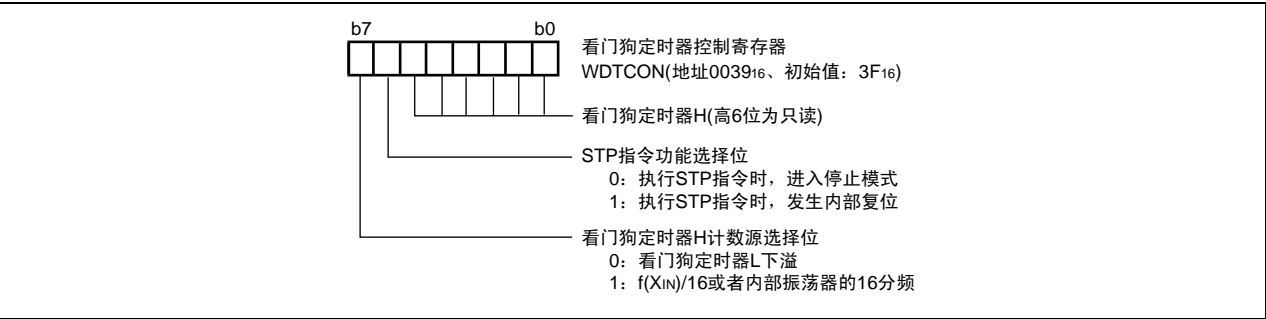 b7 b0
看门狗定时器控制寄存器
WDTCON(地址003916、初始值：3F16)
看门狗定时器H(高6位为只读)
STP指令功能选择位
0：执行STP指令时，进入停止模式
1：执行STP指令时，发生内部复位
看门狗定时器H计数源选择位
0：看门狗定时器L下溢
1：f(XIN)/16或者内部振荡器的16分频